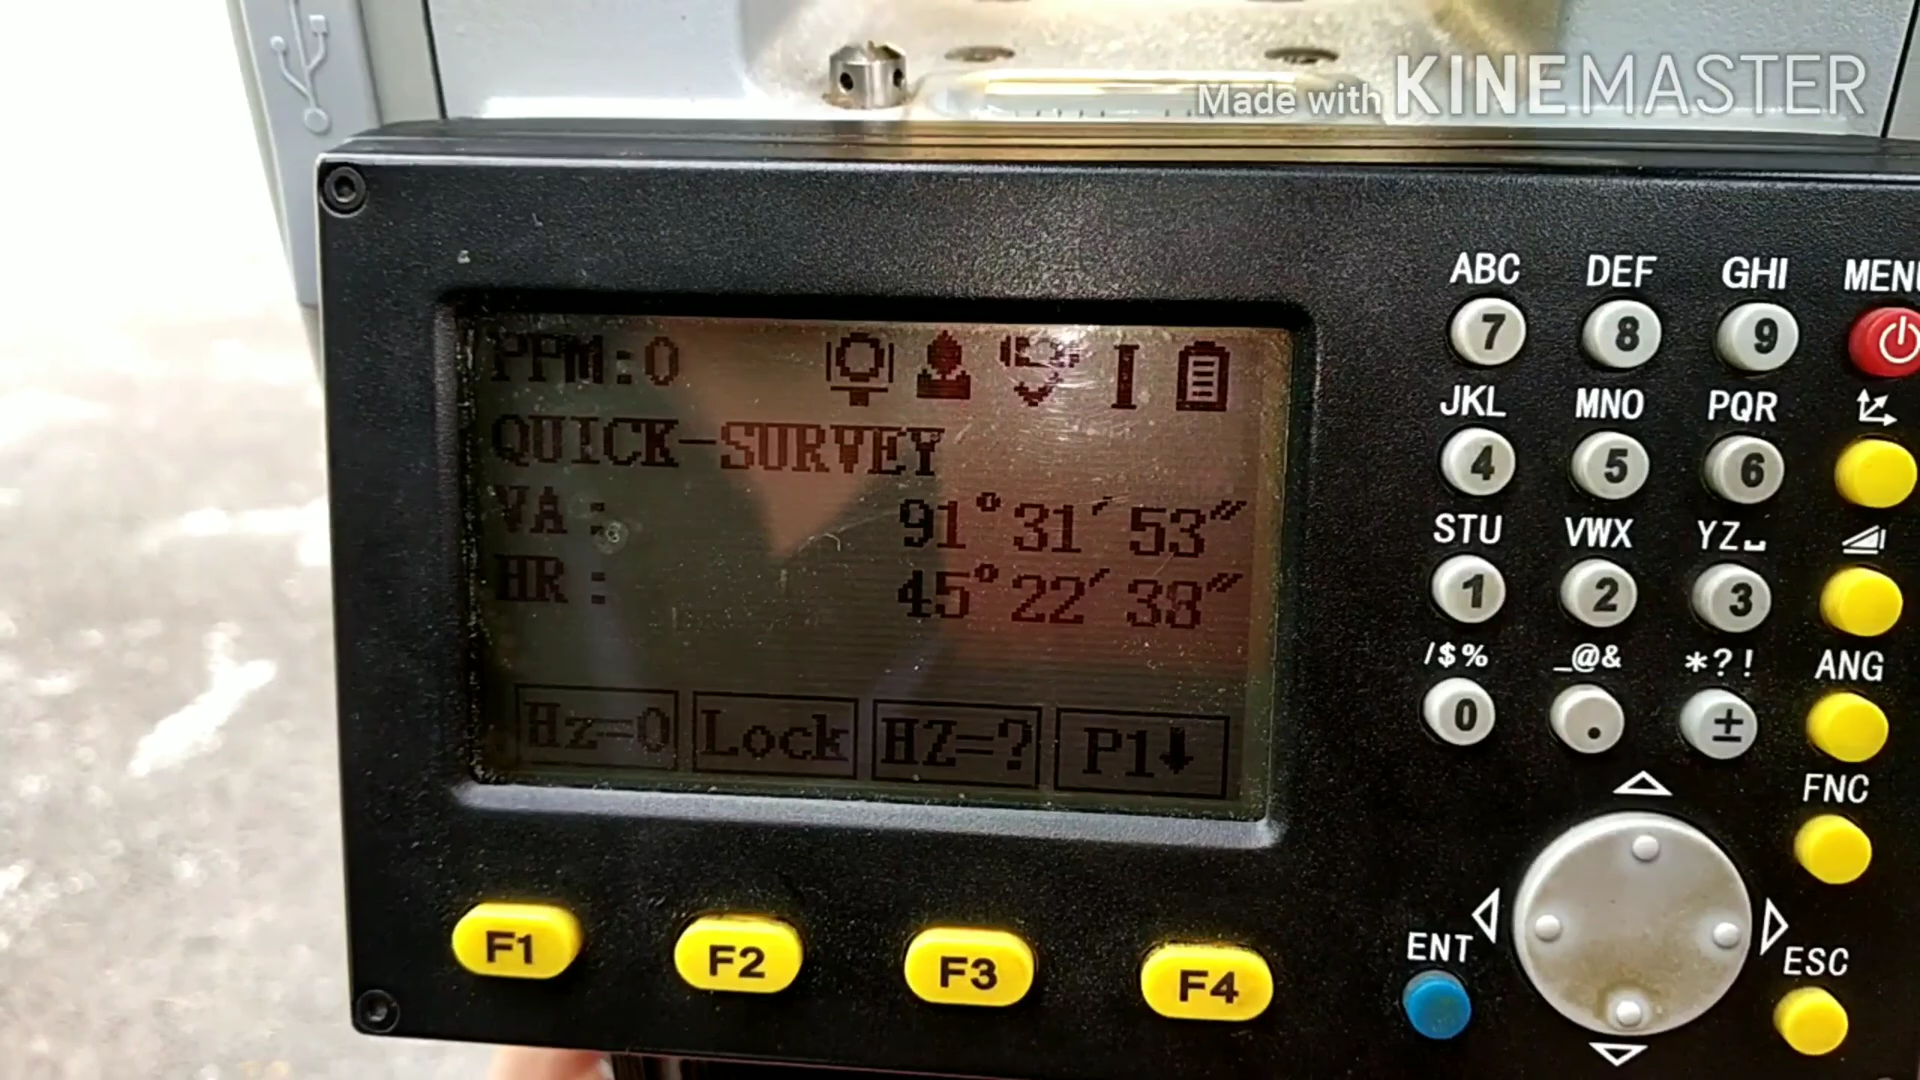 Made with KINEMASTER
PPM:0
QUICK-SURVEY
VA : 91°31′53″
HR : 45°22′38″
Hz=0 Lock HZ=? P1↓
F1 F2 F3 F4
ABC DEF GHI MENU
7 8 9
JKL MNO PQR
4 5 6
STU VWX YZ␣
1 2 3
/$% _@& *?! ANG
0 . ±
FNC
ENT ESC